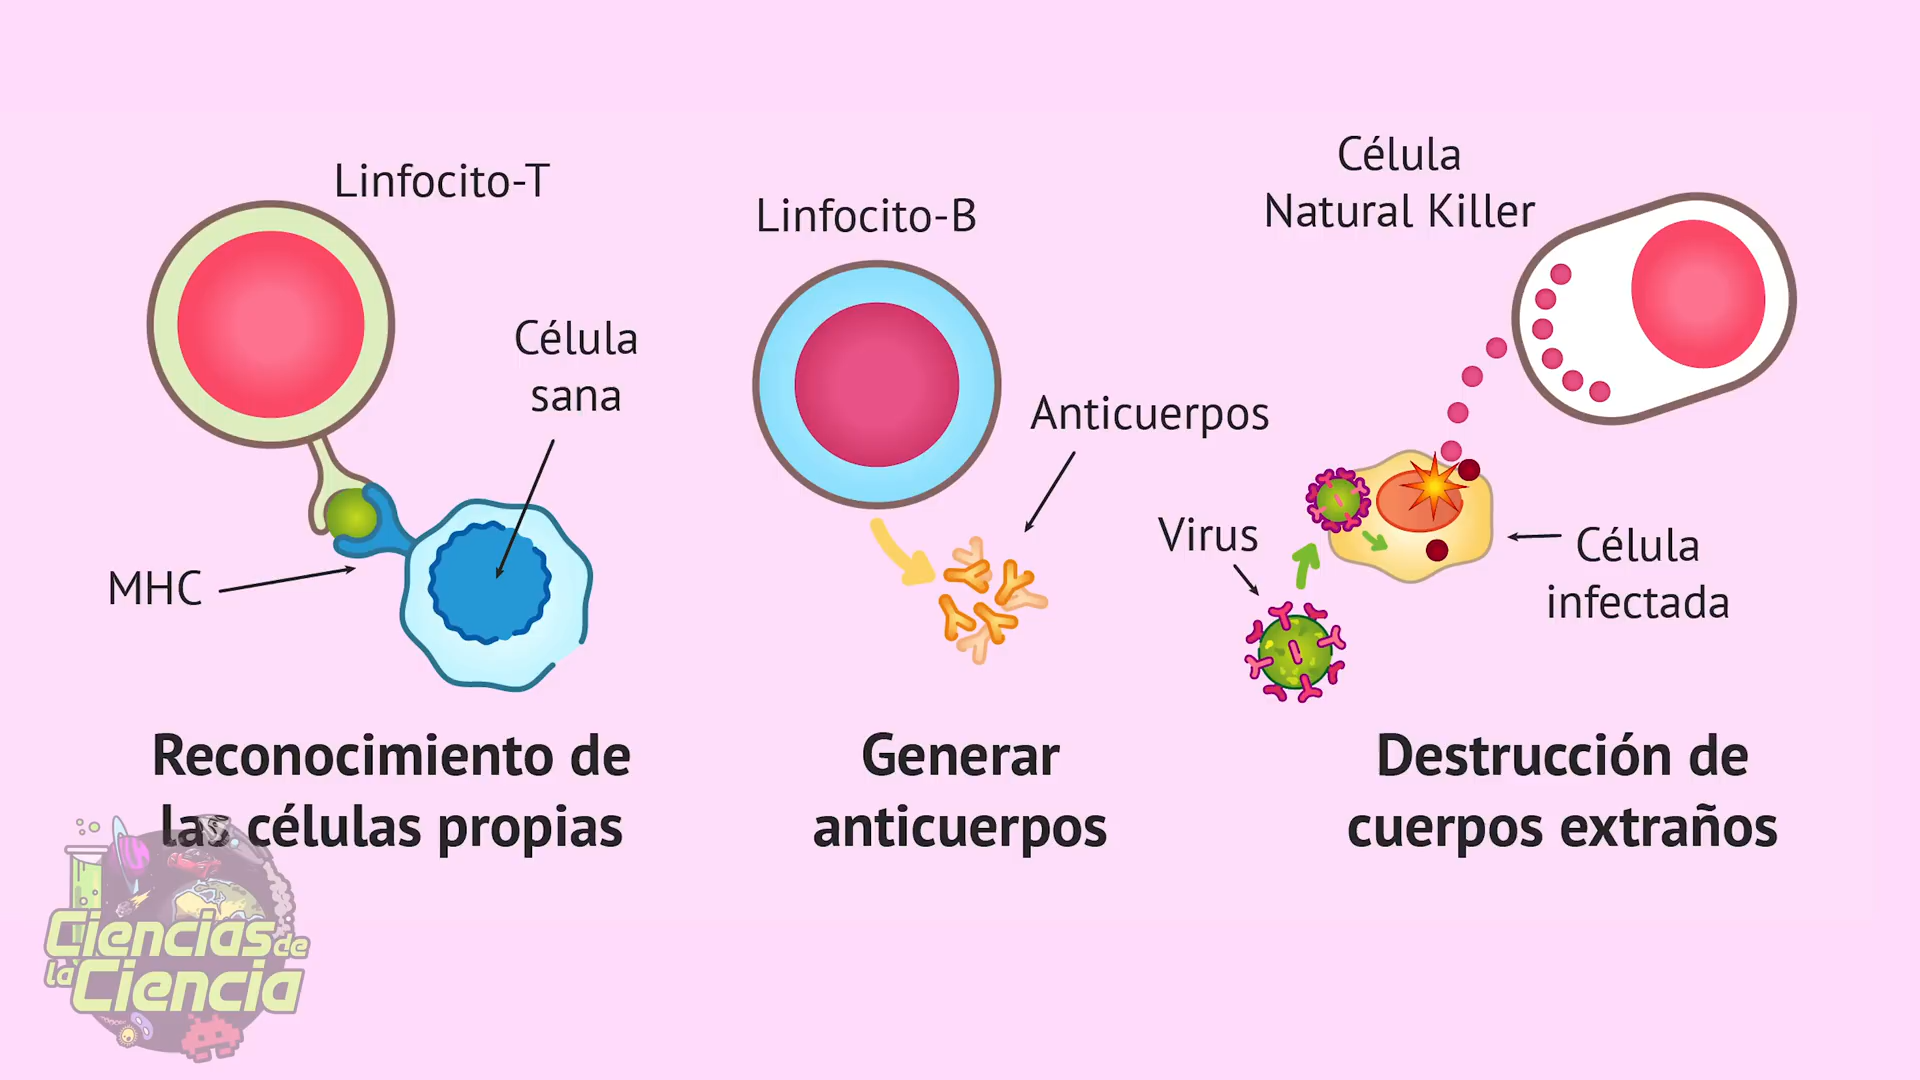 Linfocito-T
Célula
sana
MHC
Reconocimiento de
las células propias
Linfocito-B
Anticuerpos
Generar
anticuerpos
Célula
Natural Killer
Virus
Célula
infectada
Destrucción de
cuerpos extraños
Ciencias de
la Ciencia